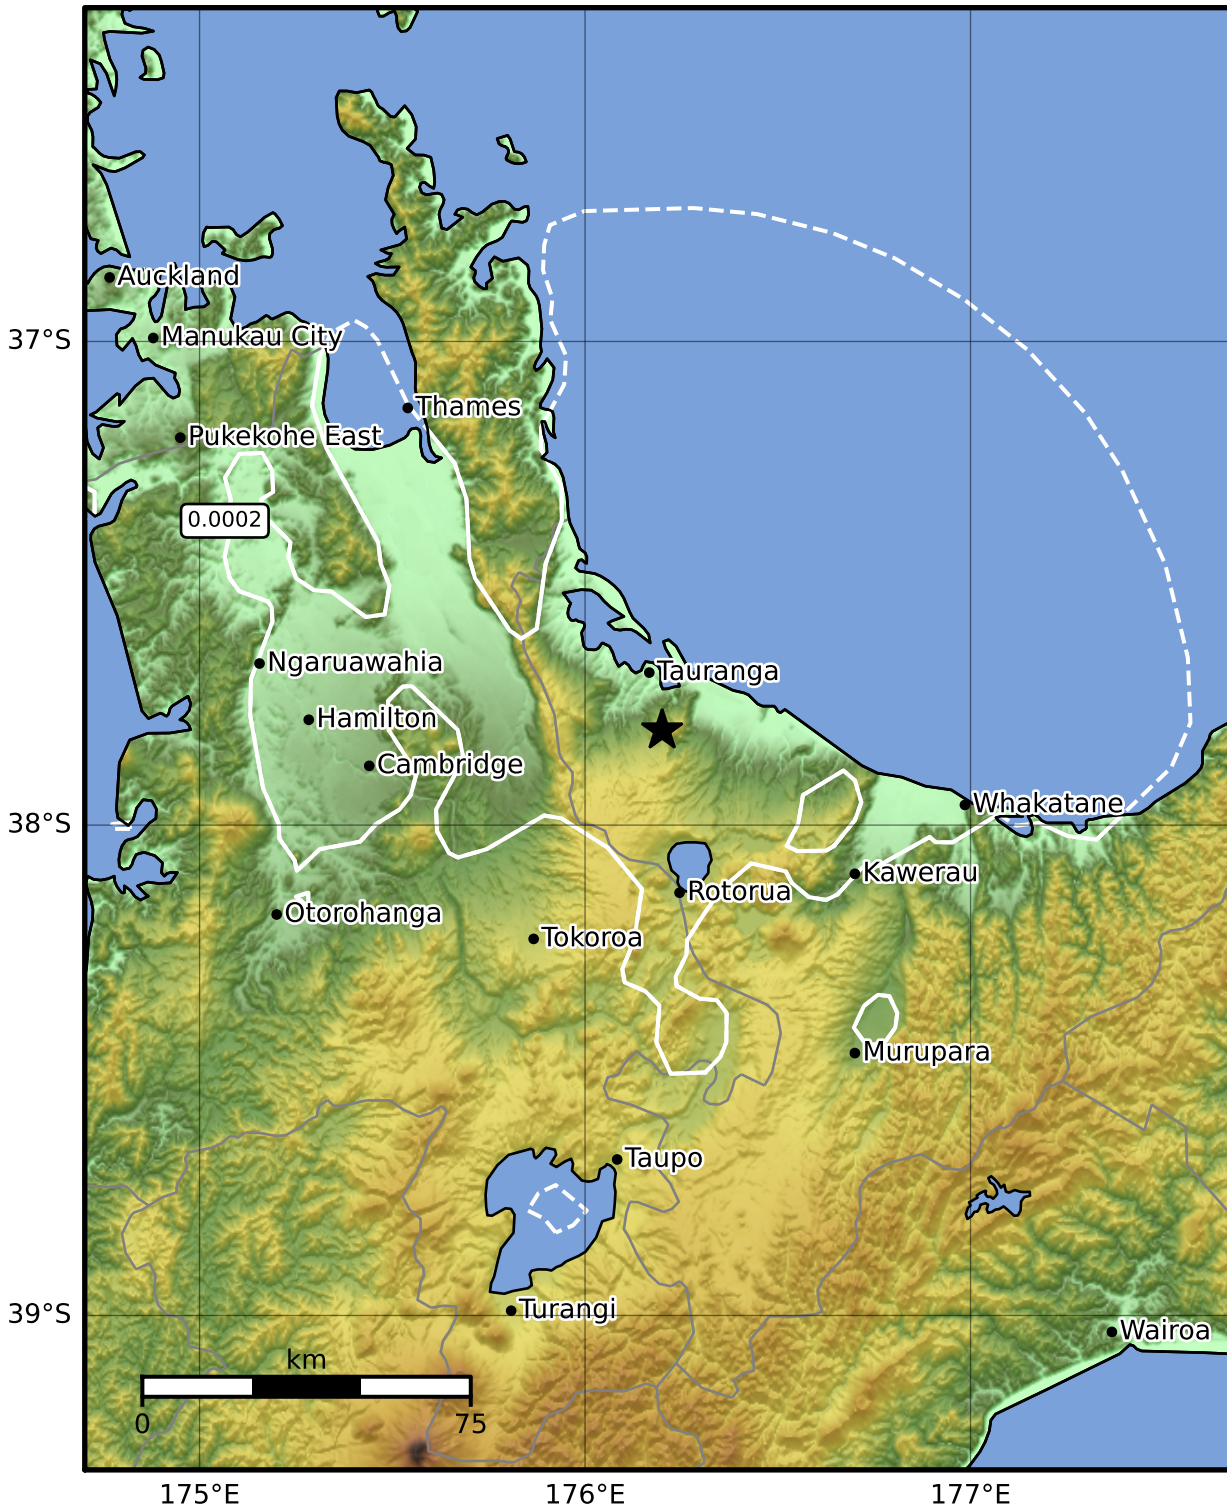 Auckland
37°S
Manukau City
Thames
Pukekohe East
0.0002
Ngaruawahia
Tauranga
Hamilton
Cambridge
Whakatane
38°S
Kawerau
Rotorua
Otorohanga
Tokoroa
Murupara
Taupo
Turangi
39°S
Wairoa
km
0 75
175°E 176°E 177°E